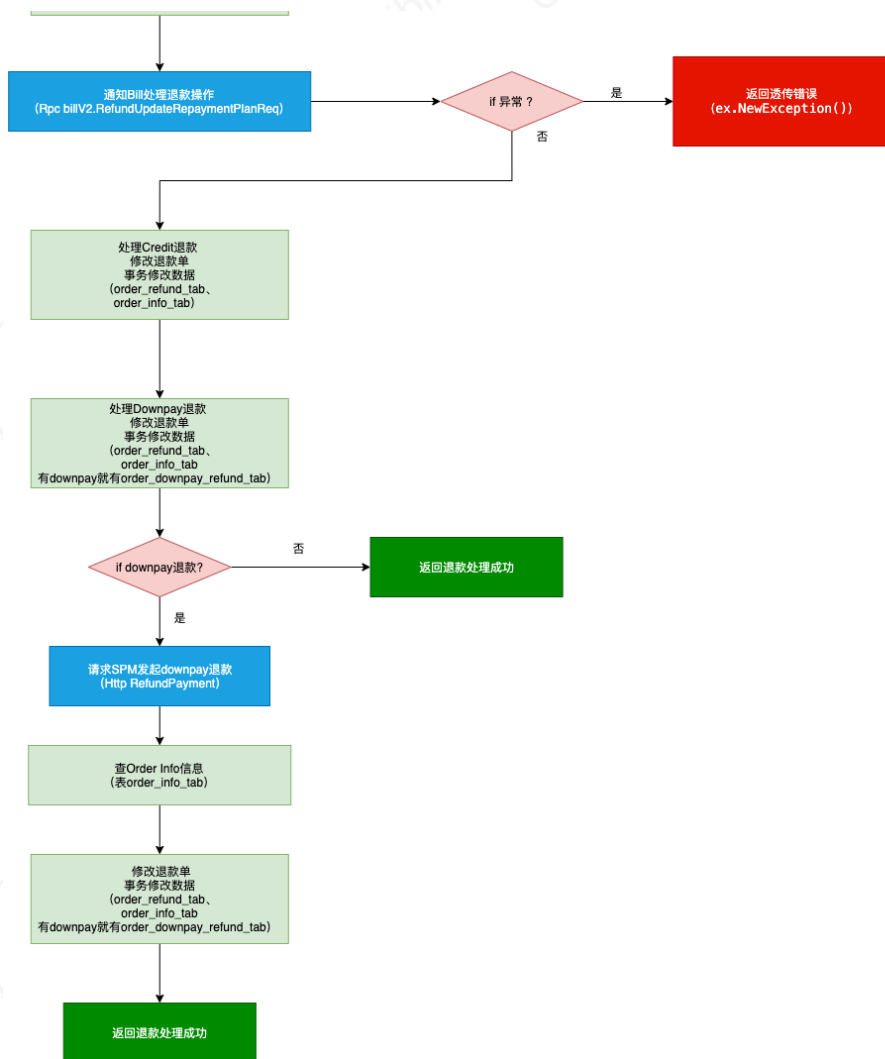 通知Bill处理退款操作
（Rpc billV2.RefundUpdateRepaymentPlanReq）
if 异常 ?
是
返回透传错误
（ex.NewException()）
否
处理Credit退款
修改退款单
事务修改数据
（order_refund_tab、
order_info_tab）
处理Downpay退款
修改退款单
事务修改数据
（order_refund_tab、
order_info_tab
有downpay就有order_downpay_refund_tab）
if downpay退款?
否
返回退款处理成功
是
请求SPM发起downpay退款
（Http RefundPayment）
查Order Info信息
（表order_info_tab）
修改退款单
事务修改数据
（order_refund_tab、
order_info_tab
有downpay就有order_downpay_refund_tab）
返回退款处理成功